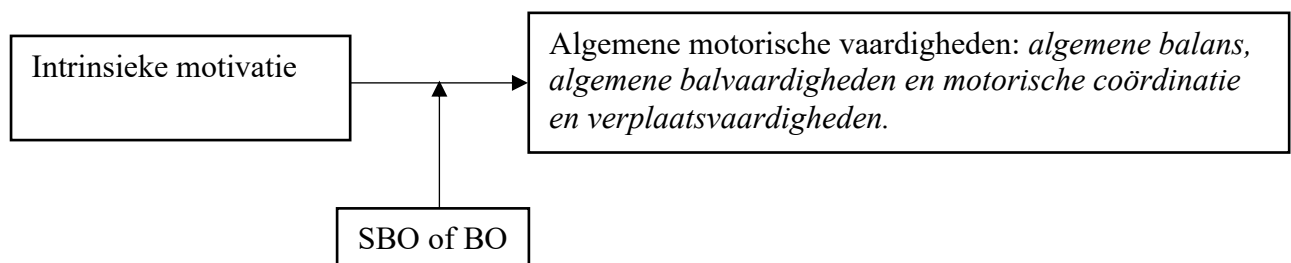 Intrinsieke motivatie
Algemene motorische vaardigheden: algemene balans,
algemene balvaardigheden en motorische coördinatie
en verplaatsvaardigheden.
SBO of BO